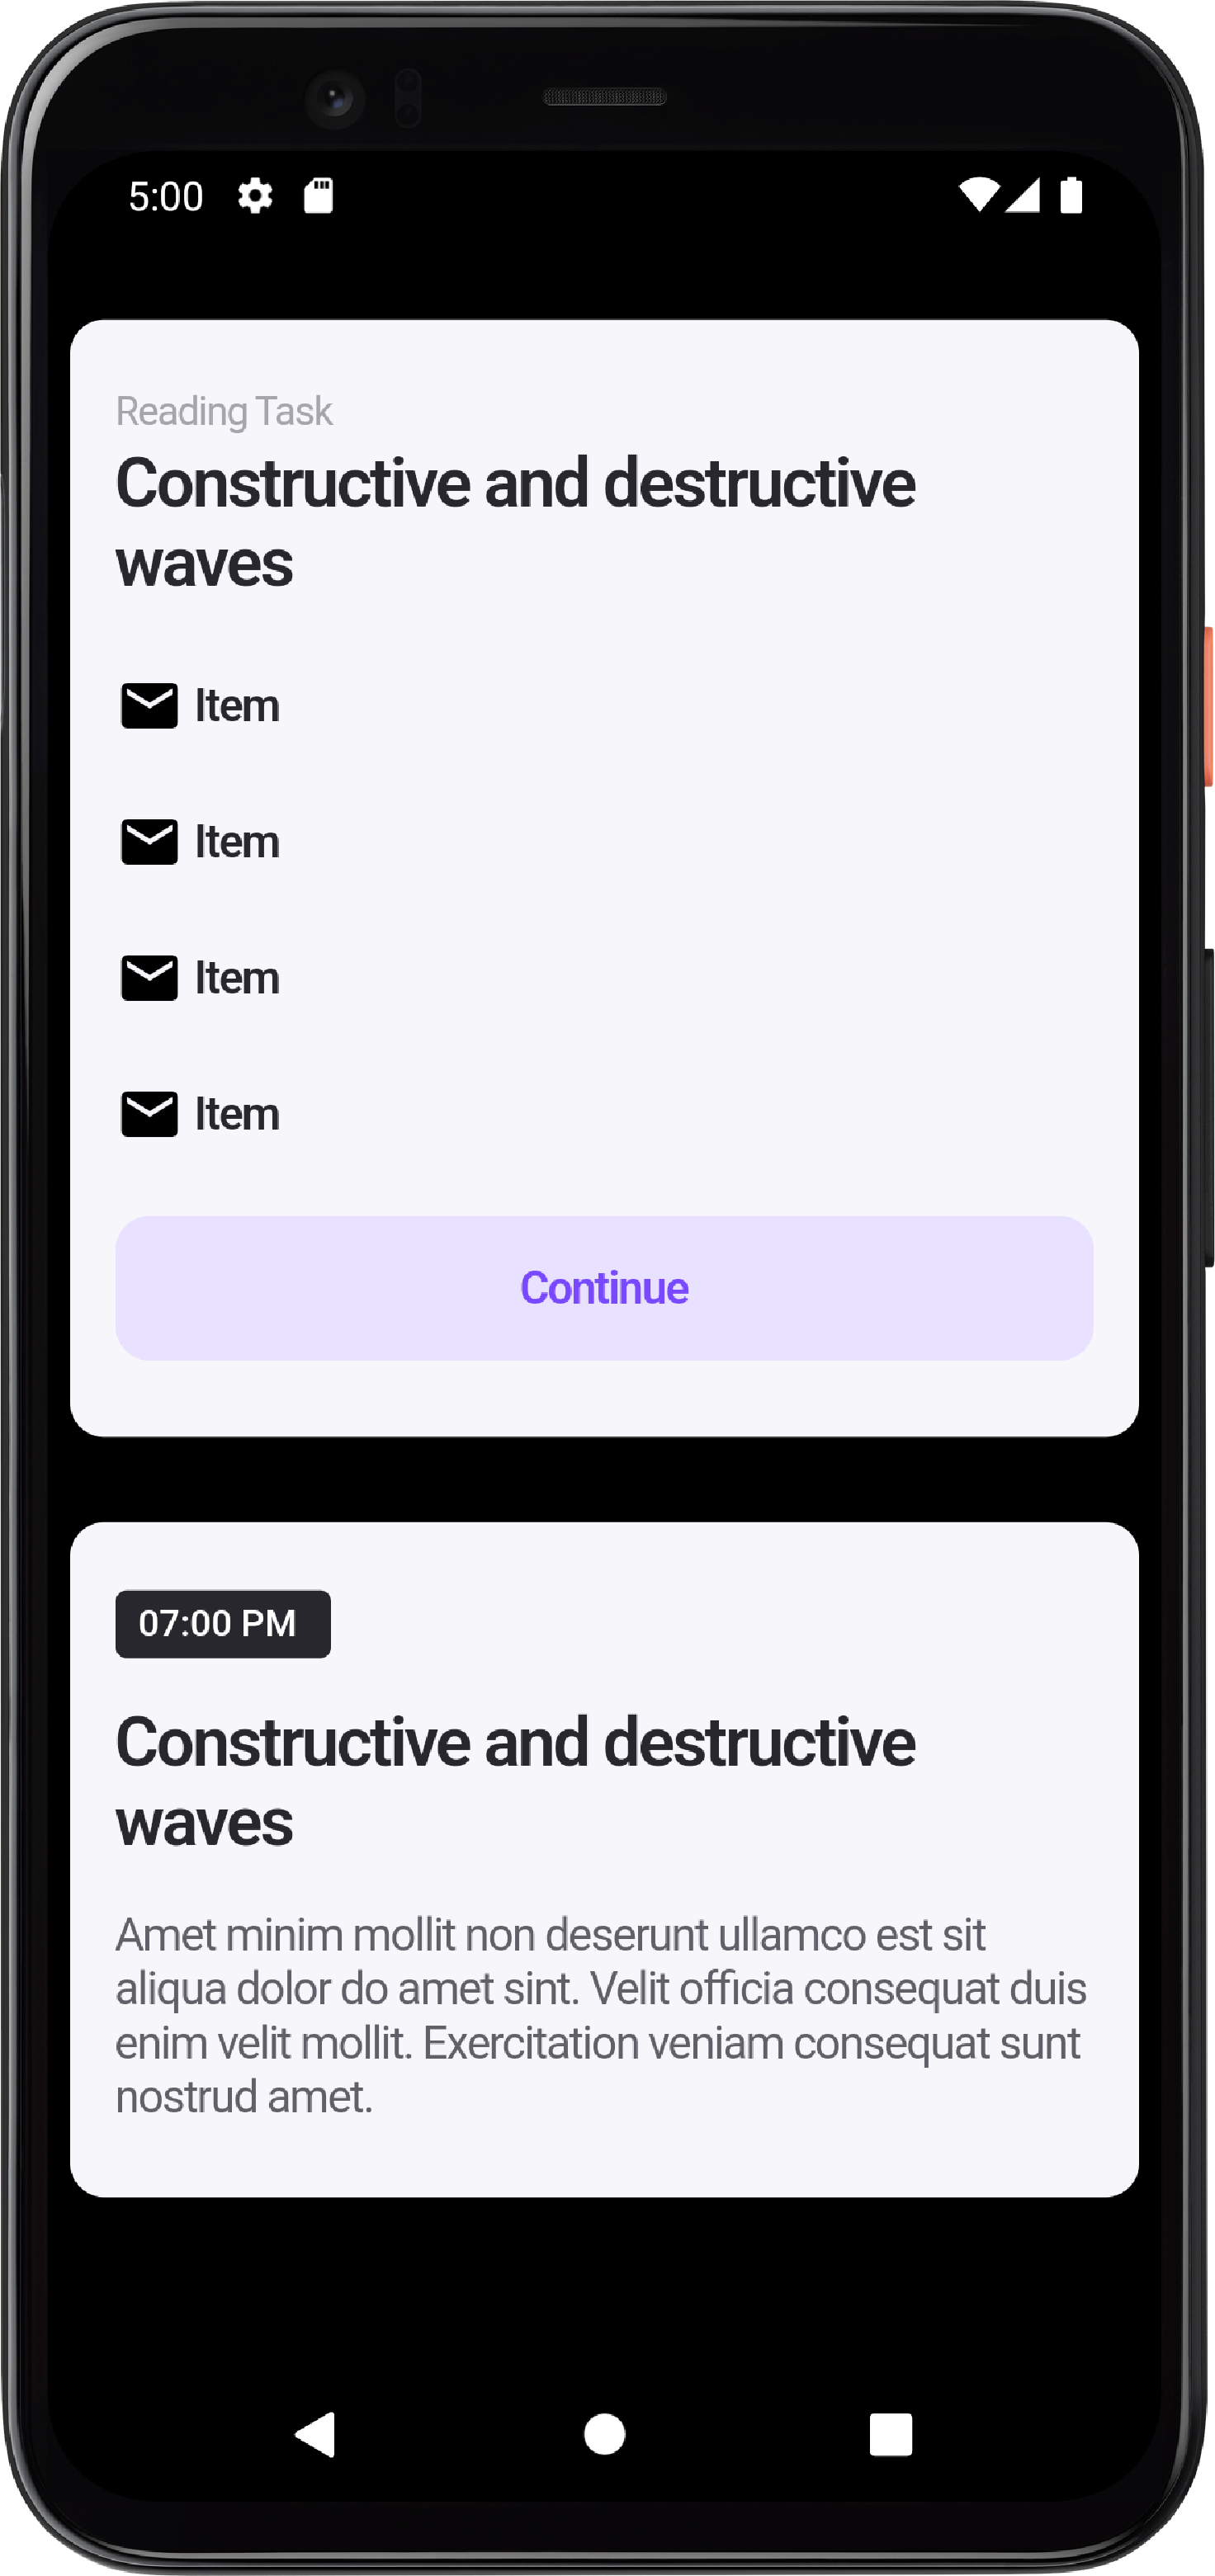 5:00
Reading Task
Constructive and destructive
waves
Item
Item
Item
Item
Continue
07:00 PM
Constructive and destructive
waves
Amet minim mollit non deserunt ullamco est sit
aliqua dolor do amet sint. Velit officia consequat duis
enim velit mollit. Exercitation veniam consequat sunt
nostrud amet.